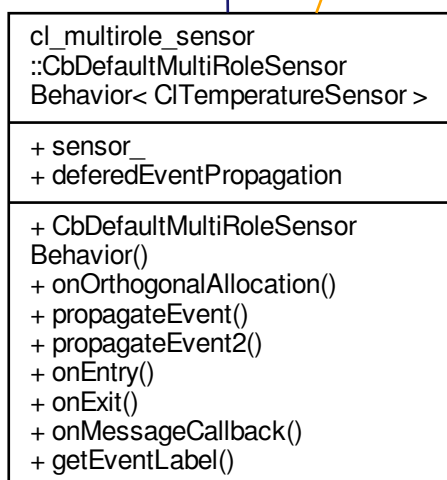 cl_multirole_sensor
::CbDefaultMultiRoleSensor
Behavior< ClTemperatureSensor >
+ sensor_
+ deferedEventPropagation
+ CbDefaultMultiRoleSensor
Behavior()
+ onOrthogonalAllocation()
+ propagateEvent()
+ propagateEvent2()
+ onEntry()
+ onExit()
+ onMessageCallback()
+ getEventLabel()